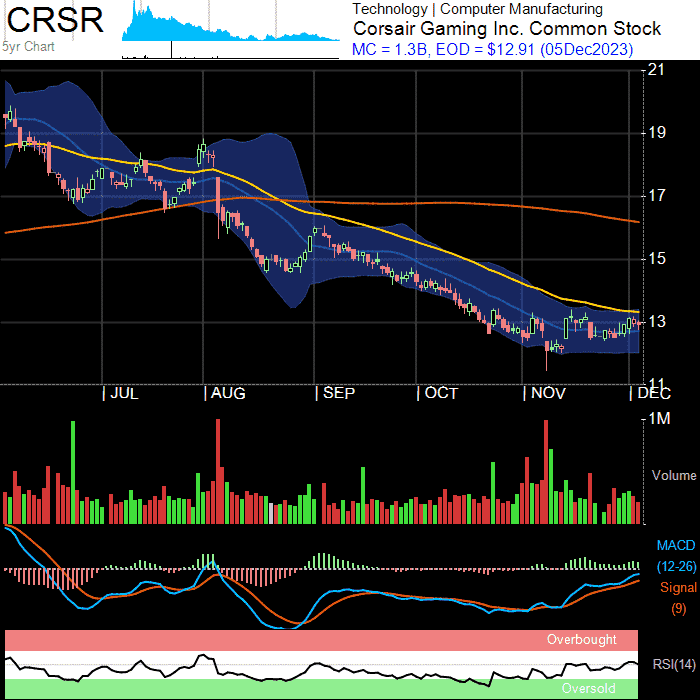 CRSR
5yr Chart
Technology | Computer Manufacturing
Corsair Gaming Inc. Common Stock
MC = 1.3B, EOD = $12.91 (05Dec2023)
21
19
17
15
13
11
JUL AUG SEP OCT NOV DEC
1M
Volume
MACD
(12-26)
Signal
(9)
Overbought
RSI(14)
Oversold